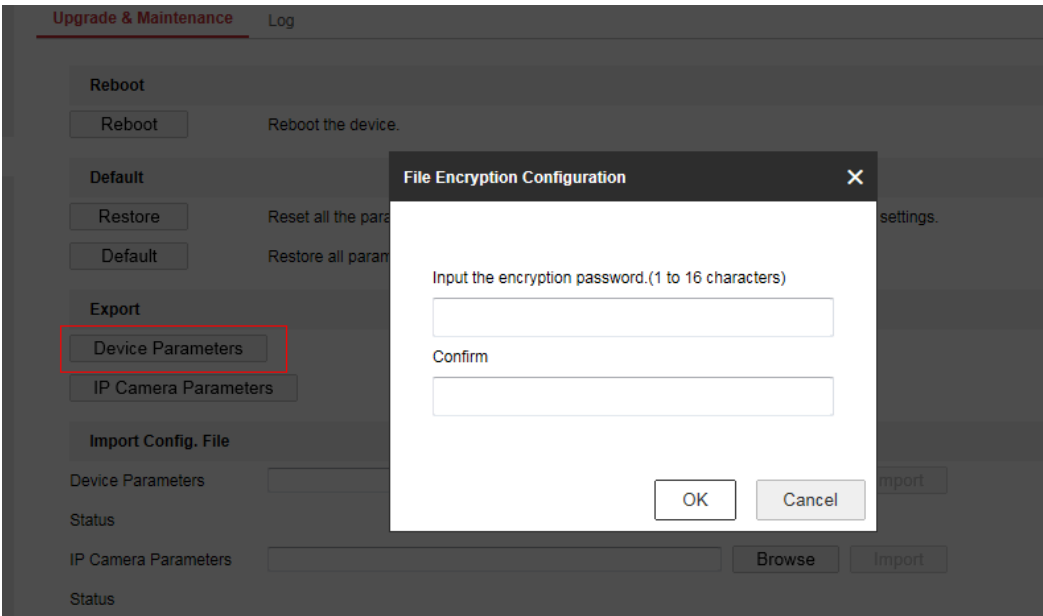 Upgrade & Maintenance Log
Reboot
Reboot Reboot the device.
Default
Restore Reset all the para settings.
Default Restore all param
Export
Device Parameters
IP Camera Parameters
Import Config. File
Device Parameters mport
Status
IP Camera Parameters Browse Import
Status
File Encryption Configuration
Input the encryption password.(1 to 16 characters)
Confirm
OK Cancel